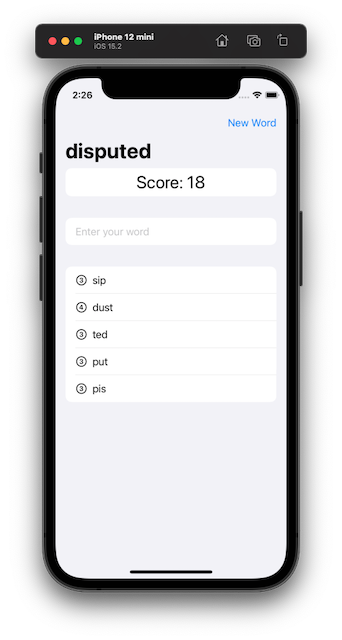 iPhone 12 mini
iOS 15.2
2:26
New Word
disputed
Score: 18
Enter your word
3 sip
4 dust
3 ted
3 put
3 pis